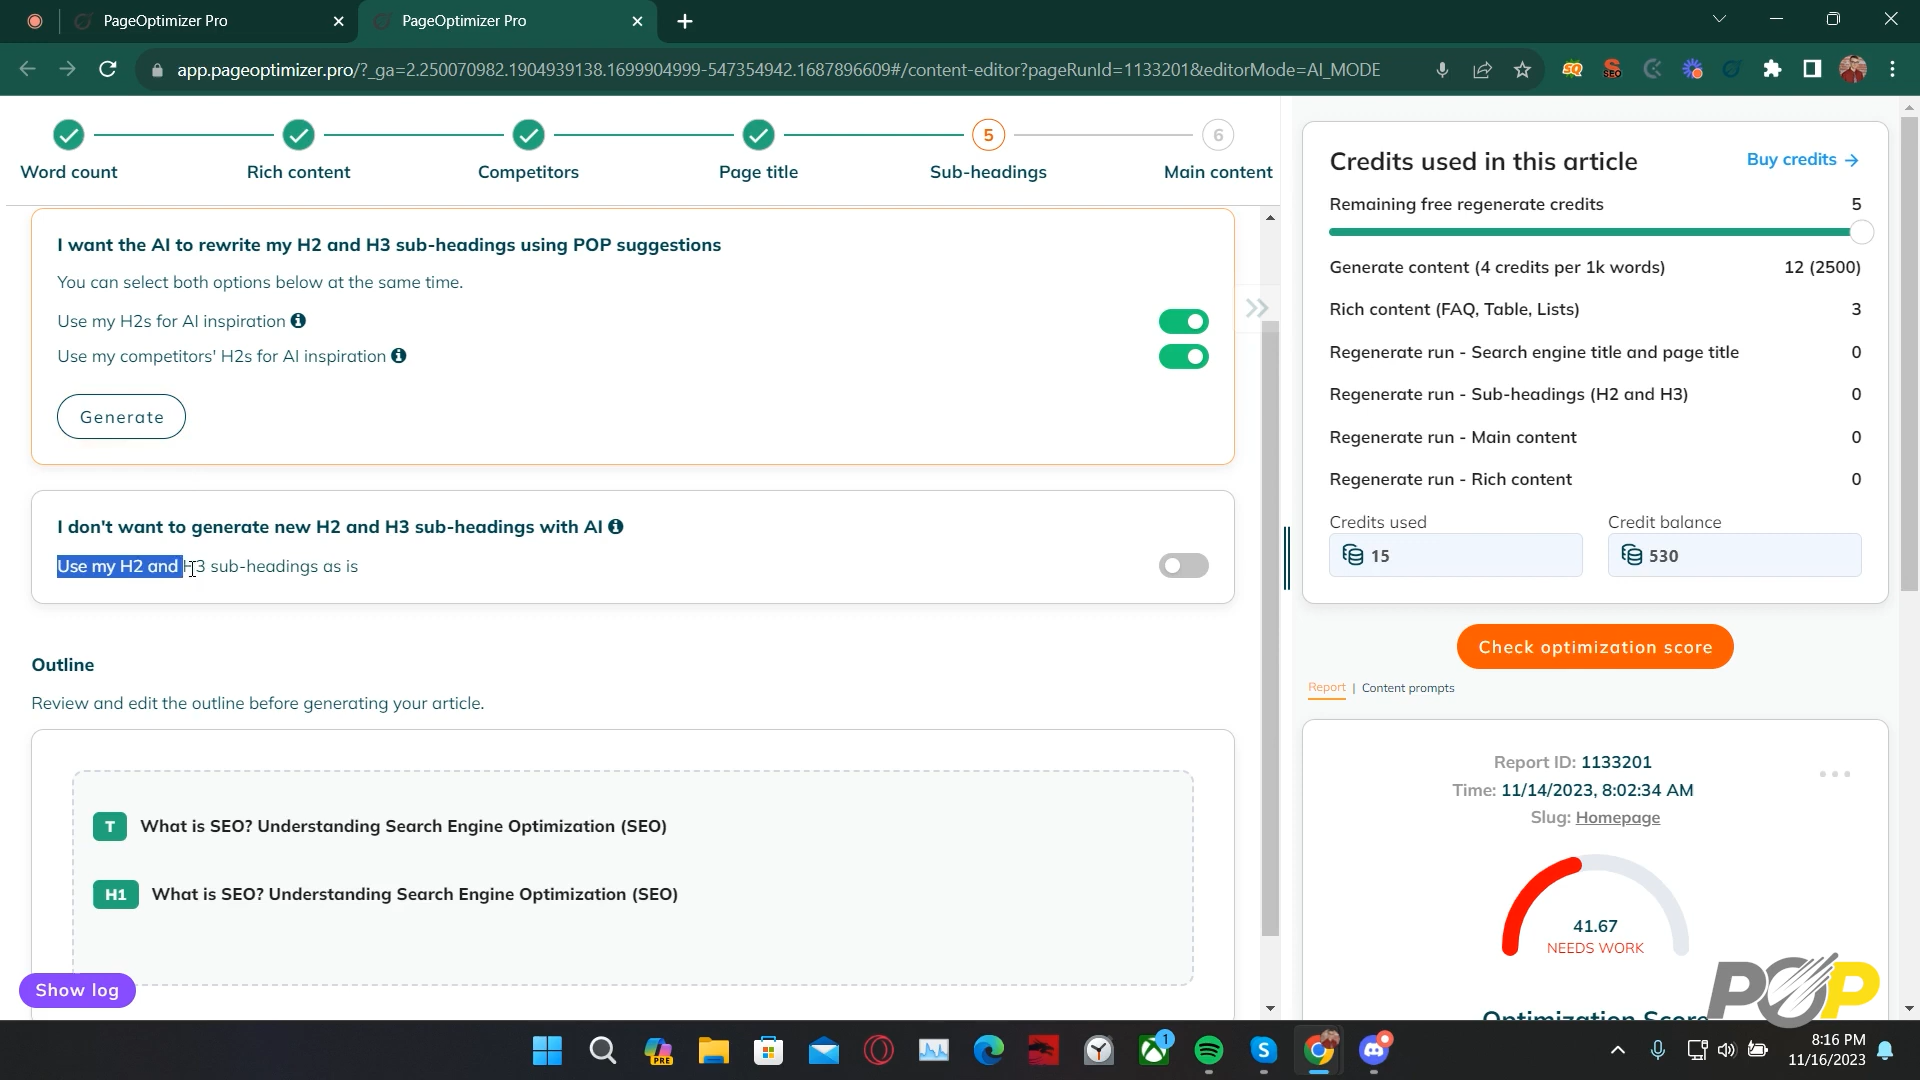 PageOptimizer Pro
PageOptimizer Pro
app.pageoptimizer.pro/?_ga=2.250070982.1904939138.1699904999-547354942.1687896609#/content-editor?pageRunId=1133201&editorMode=AI_MODE
5
6
Word count
Rich content
Competitors
Page title
Sub-headings
Main content
I want the AI to rewrite my H2 and H3 sub-headings using POP suggestions
You can select both options below at the same time.
Use my H2s for AI inspiration
Use my competitors' H2s for AI inspiration
Generate
I don't want to generate new H2 and H3 sub-headings with AI
Use my H2 and H3 sub-headings as is
Outline
Review and edit the outline before generating your article.
T What is SEO? Understanding Search Engine Optimization (SEO)
H1 What is SEO? Understanding Search Engine Optimization (SEO)
Show log
Credits used in this article
Buy credits
Remaining free regenerate credits 5
Generate content (4 credits per 1k words) 12 (2500)
Rich content (FAQ, Table, Lists) 3
Regenerate run - Search engine title and page title 0
Regenerate run - Sub-headings (H2 and H3) 0
Regenerate run - Main content 0
Regenerate run - Rich content 0
Credits used Credit balance
15 530
Check optimization score
Report | Content prompts
Report ID: 1133201
Time: 11/14/2023, 8:02:34 AM
Slug: Homepage
41.67
NEEDS WORK
POP
SQ
SEO
PRE
1
8:16 PM
11/16/2023